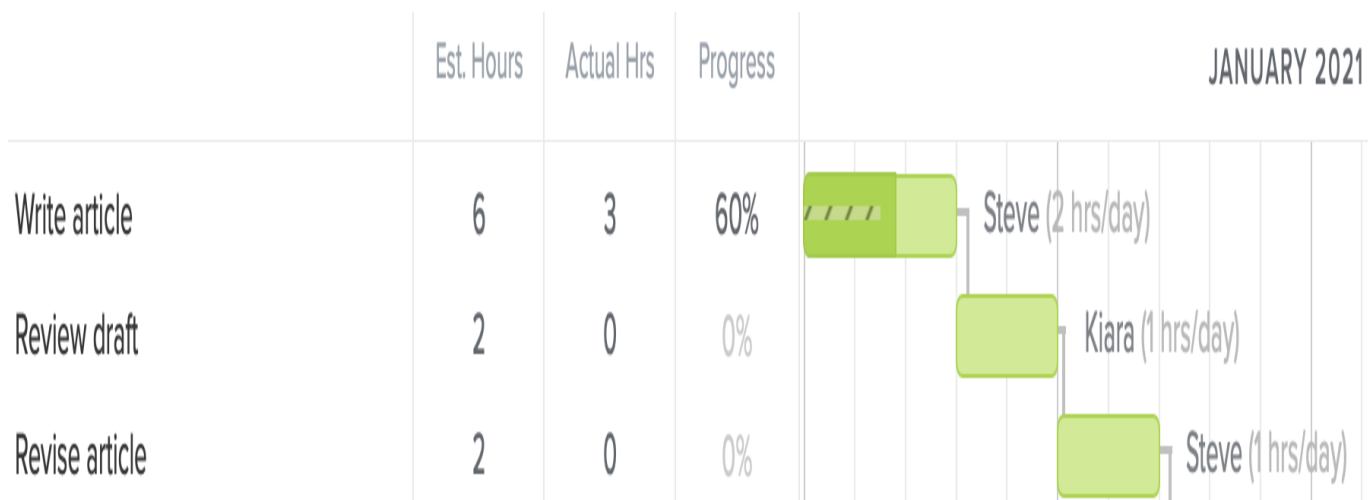 Est. Hours Actual Hrs Progress JANUARY 2021
Write article 6 3 60% Steve (2 hrs/day)
Review draft 2 0 0% Kiara (1 hrs/day)
Revise article 2 0 0% Steve (1 hrs/day)